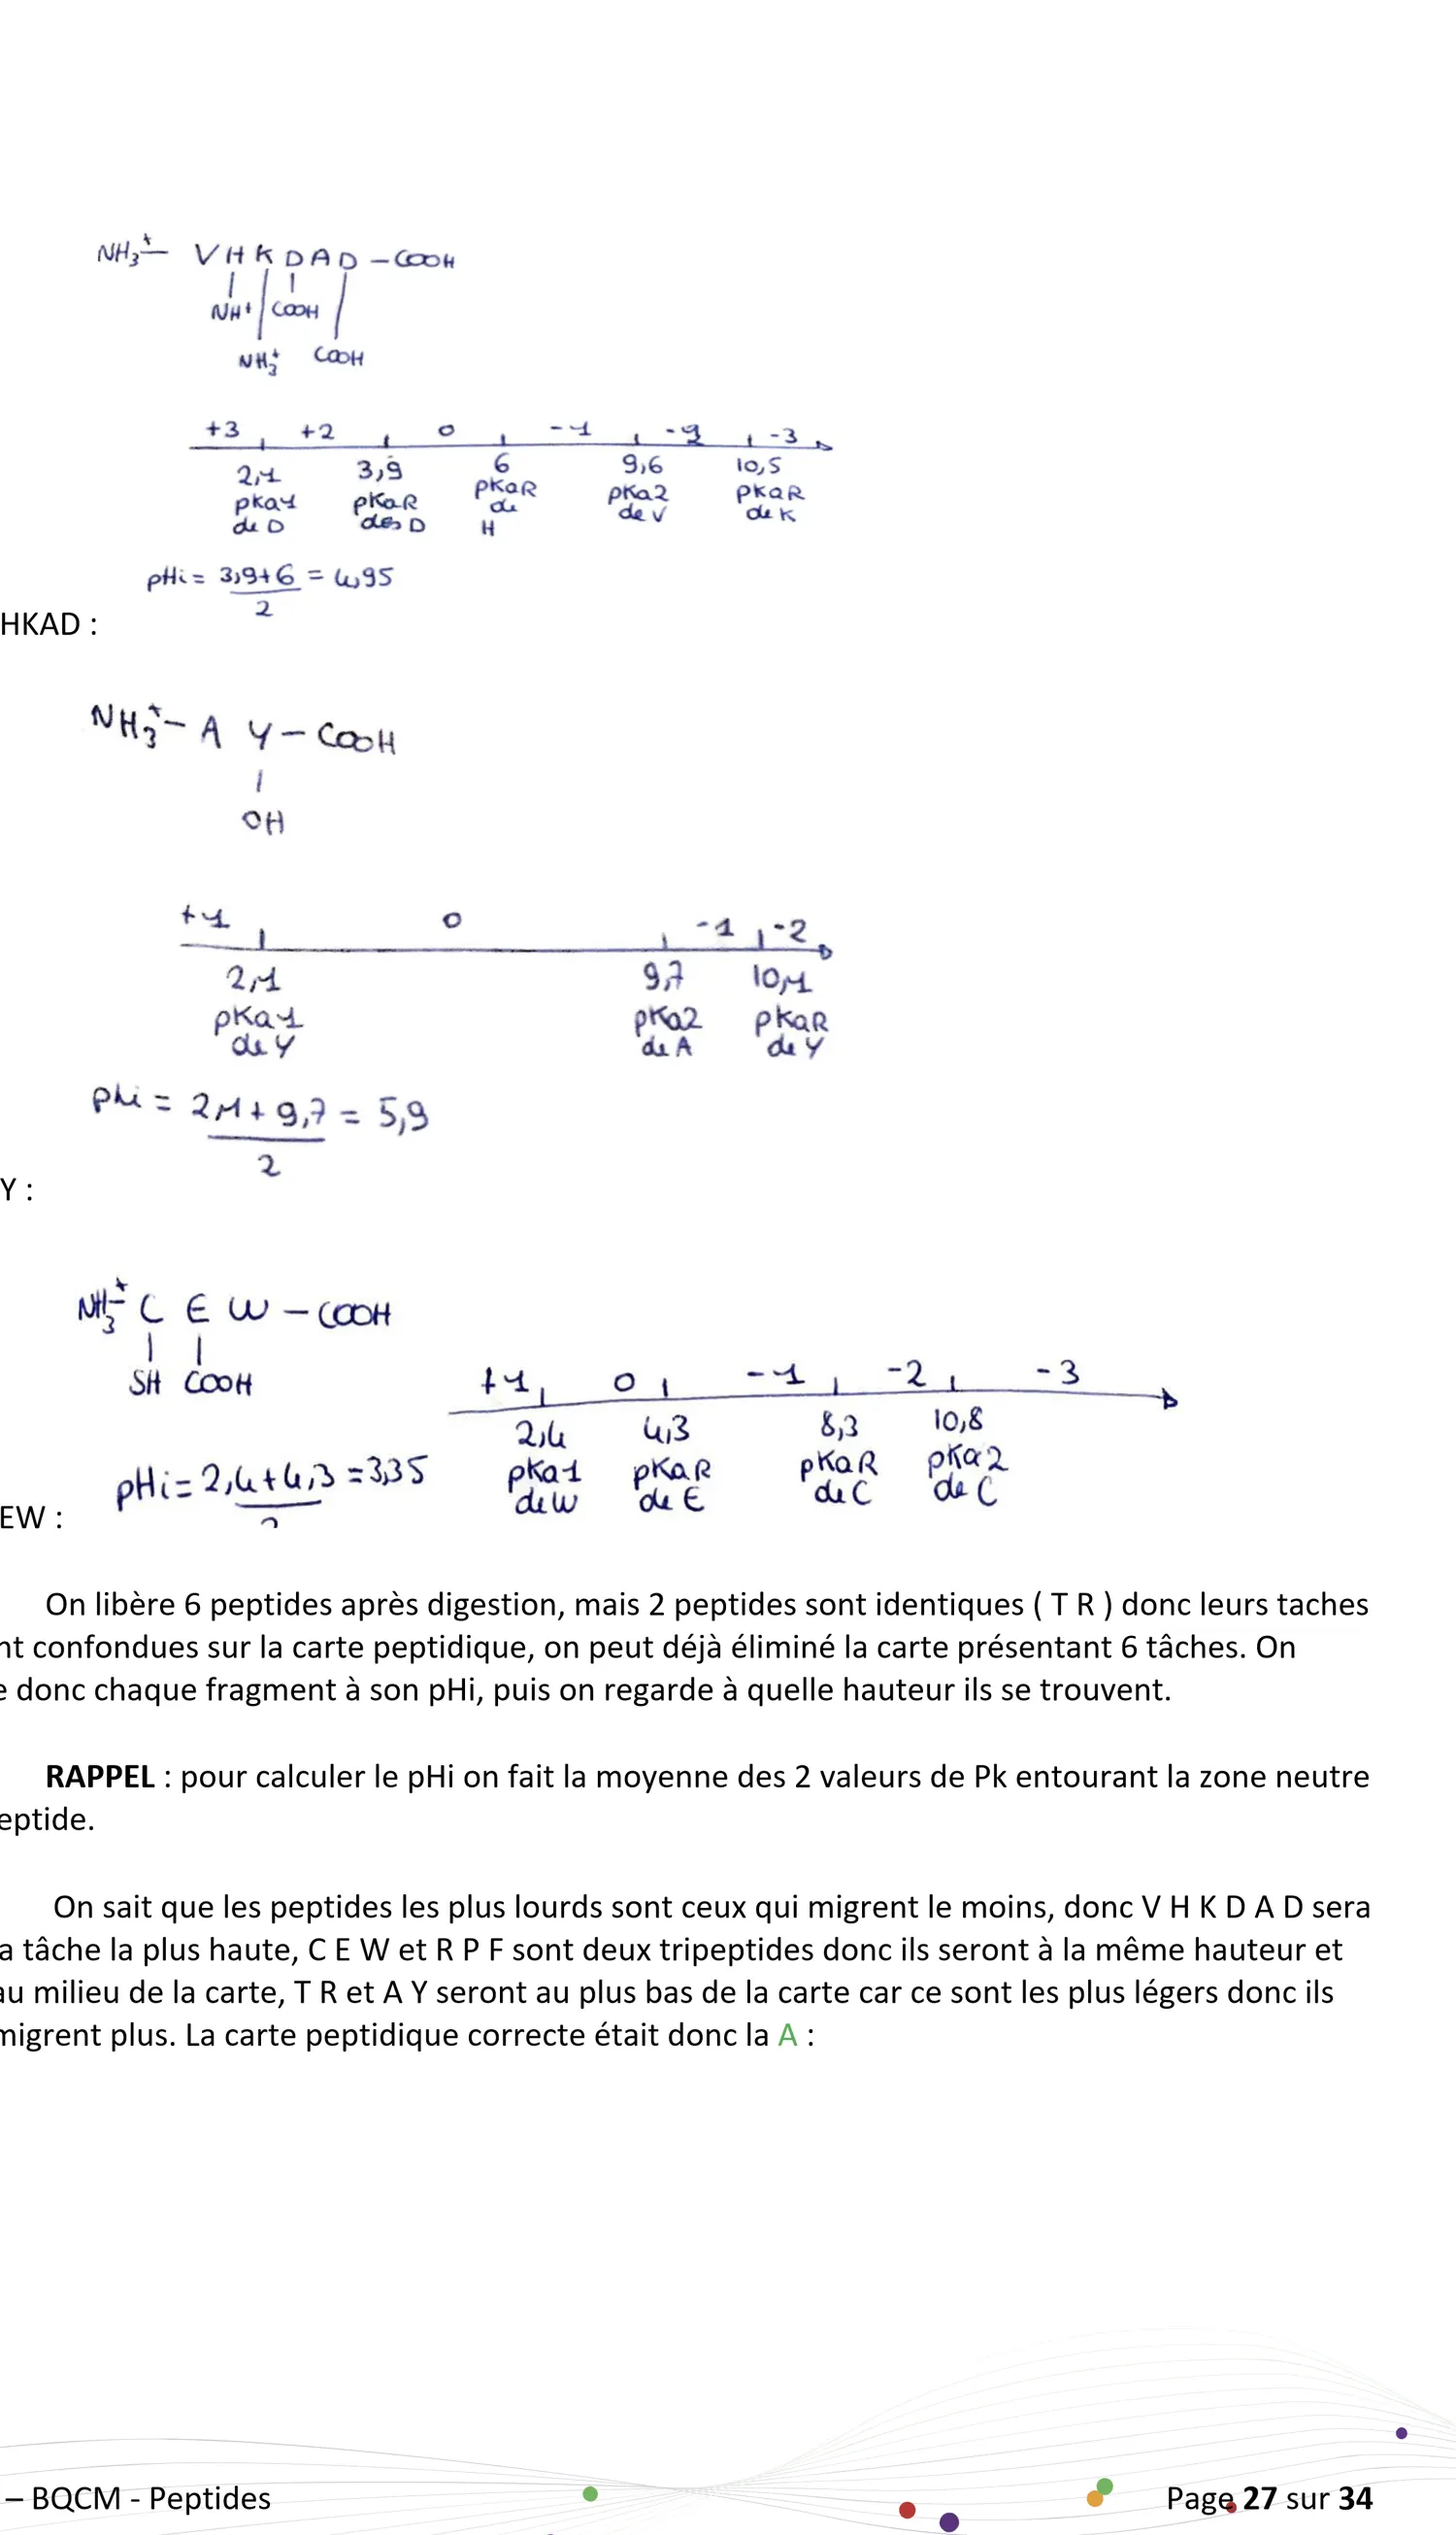 NH₃⁺— V H K D A D — COOH
NH⁺ COOH
NH₃⁺ COOH
+3 +2 0 -1 -2 -3
2,1 3,9 6 9,6 10,5
pKa1 pKaR pKaR pKa2 pKaR
de D des D de H de V de K
pHi = 3,9+6 = 4,95
2
HKAD :
NH₃⁺— A Y — COOH
OH
+1 0 -1 -2
2,1 9,7 10,1
pKa1 pKa2 pKaR
de Y de A de Y
phi = 2,1 + 9,7 = 5,9
2
Y :
NH₃⁺— C E W — COOH
SH COOH
+1 0 -1 -2 -3
2,4 4,3 8,3 10,8
pKa1 pKaR pKaR pKa2
de W de E de C de C
pHi = 2,4+4,3 = 3,35
2
EW :
On libère 6 peptides après digestion, mais 2 peptides sont identiques ( T R ) donc leurs taches
nt confondues sur la carte peptidique, on peut déjà éliminé la carte présentant 6 tâches. On
e donc chaque fragment à son pHi, puis on regarde à quelle hauteur ils se trouvent.
RAPPEL : pour calculer le pHi on fait la moyenne des 2 valeurs de Pk entourant la zone neutre
eptide.
On sait que les peptides les plus lourds sont ceux qui migrent le moins, donc V H K D A D sera
a tâche la plus haute, C E W et R P F sont deux tripeptides donc ils seront à la même hauteur et
au milieu de la carte, T R et A Y seront au plus bas de la carte car ce sont les plus légers donc ils
migrent plus. La carte peptidique correcte était donc la A :
– BQCM - Peptides
Page 27 sur 34